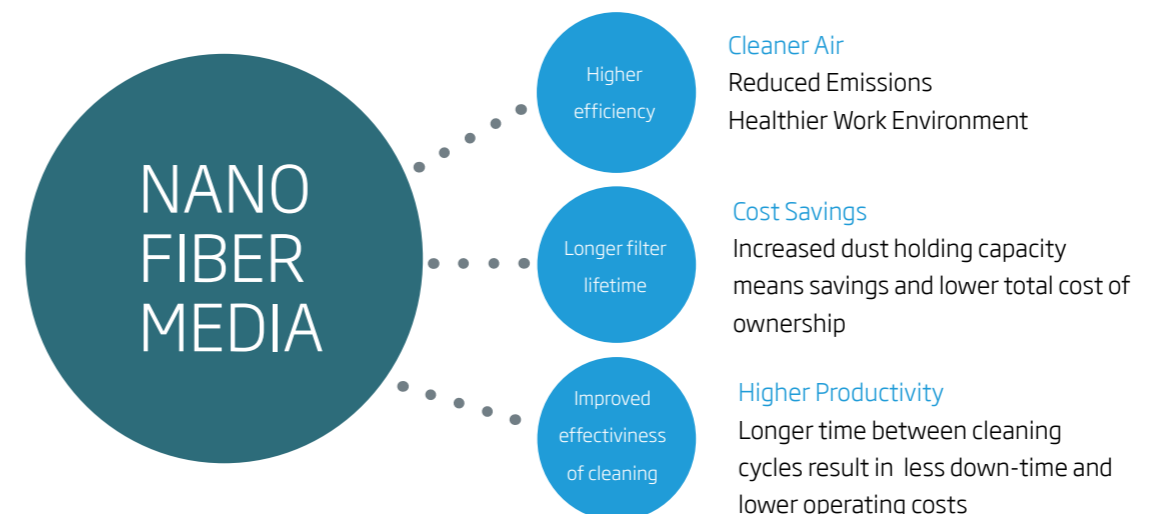 NANO
FIBER
MEDIA
Higher
efficiency
Cleaner Air
Reduced Emissions
Healthier Work Environment
Longer filter
lifetime
Cost Savings
Increased dust holding capacity
means savings and lower total cost of
ownership
Improved
effectiviness
of cleaning
Higher Productivity
Longer time between cleaning
cycles result in  less down-time and
lower operating costs